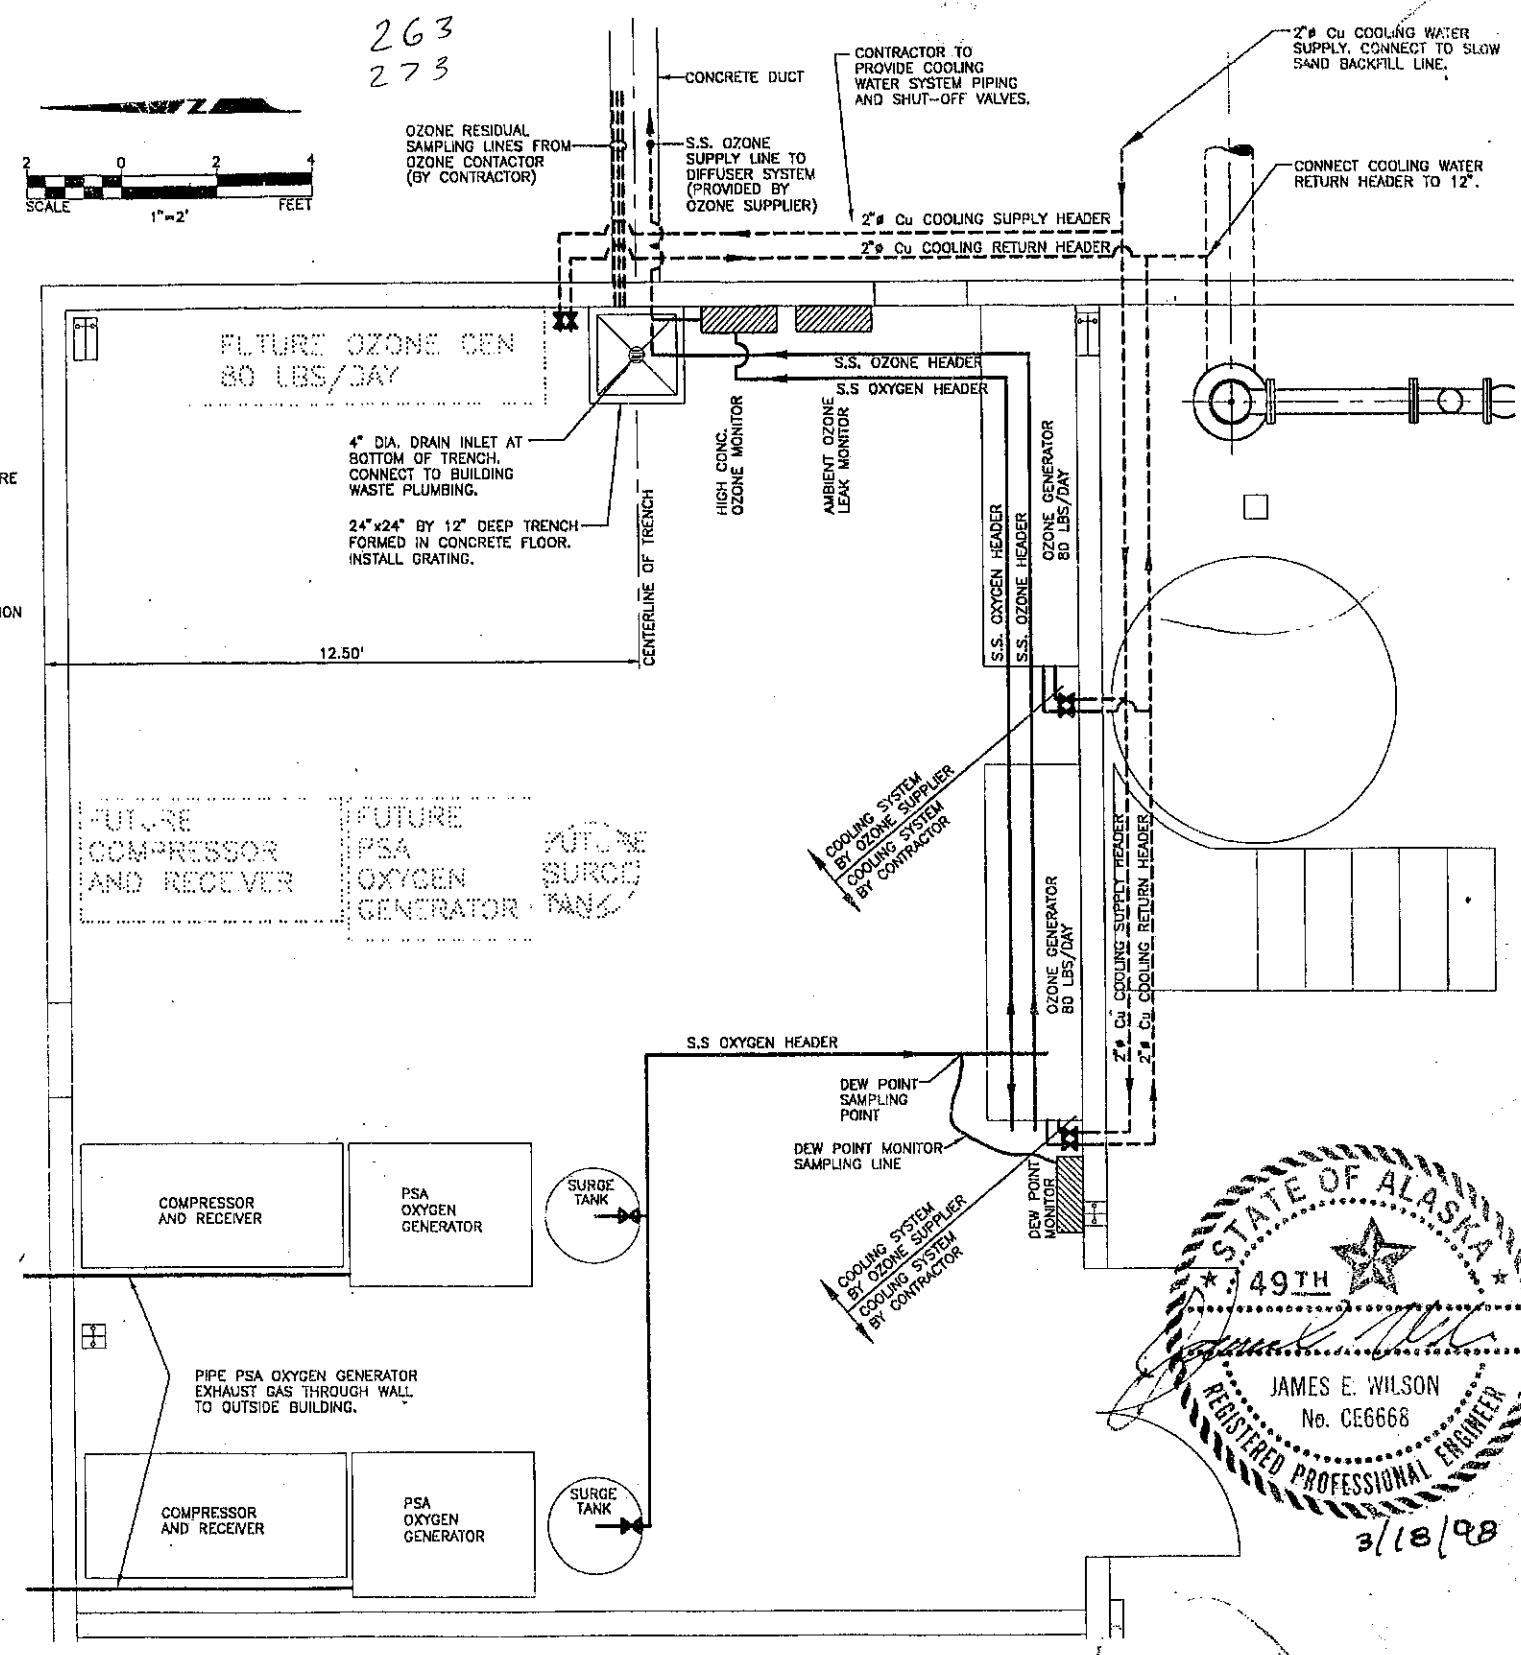 263
273
CONCRETE DUCT
CONTRACTOR TO
PROVIDE COOLING
WATER SYSTEM PIPING
AND SHUT-OFF VALVES.
2"ø Cu COOLING WATER
SUPPLY. CONNECT TO SLOW
SAND BACKFILL LINE.
Z
2 0 2 4
SCALE
1"=2'
FEET
OZONE RESIDUAL
SAMPLING LINES FROM
OZONE CONTACTOR
(BY CONTRACTOR)
S.S. OZONE
SUPPLY LINE TO
DIFFUSER SYSTEM
(PROVIDED BY
OZONE SUPPLIER)
CONNECT COOLING WATER
RETURN HEADER TO 12".
2"ø Cu COOLING SUPPLY HEADER
2"ø Cu COOLING RETURN HEADER
FUTURE OZONE GEN
80 LBS/DAY
S.S. OZONE HEADER
S.S OXYGEN HEADER
4" DIA. DRAIN INLET AT
BOTTOM OF TRENCH.
CONNECT TO BUILDING
WASTE PLUMBING.
24"x24" BY 12" DEEP TRENCH
FORMED IN CONCRETE FLOOR.
INSTALL GRATING.
HIGH CONC.
OZONE MONITOR
AMBIENT OZONE
LEAK MONITOR
OZONE GENERATOR
80 LBS/DAY
RE
CENTERLINE OF TRENCH
S.S. OXYGEN HEADER
S.S. OZONE HEADER
ION
12.50'
COOLING SYSTEM
BY OZONE SUPPLIER
COOLING SYSTEM
BY CONTRACTOR
FUTURE
COMPRESSOR
AND RECEIVER
FUTURE
PSA
OXYGEN
GENERATOR
FUTURE
SURGE
TANK
OZONE GENERATOR
80 LBS/DAY
2"ø Cu COOLING SUPPLY HEADER
2"ø Cu COOLING RETURN HEADER
S.S OXYGEN HEADER
DEW POINT
SAMPLING
POINT
DEW POINT MONITOR
SAMPLING LINE
DEW POINT
MONITOR
COMPRESSOR
AND RECEIVER
PSA
OXYGEN
GENERATOR
SURGE
TANK
COOLING SYSTEM
BY OZONE SUPPLIER
COOLING SYSTEM
BY CONTRACTOR
PIPE PSA OXYGEN GENERATOR
EXHAUST GAS THROUGH WALL
TO OUTSIDE BUILDING.
COMPRESSOR
AND RECEIVER
PSA
OXYGEN
GENERATOR
SURGE
TANK
STATE OF ALASKA
49TH
JAMES E. WILSON
No. CE6668
REGISTERED PROFESSIONAL ENGINEER
3/18/98